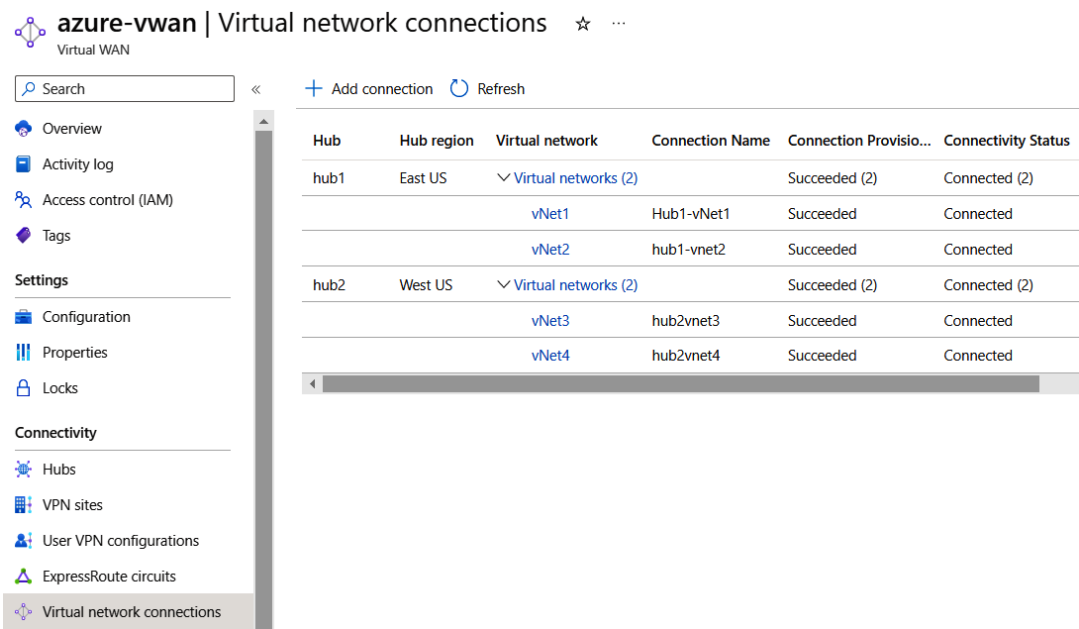 azure-vwan | Virtual network connections ☆ ...
Virtual WAN
Search «
+ Add connection Refresh
Overview
Activity log
Access control (IAM)
Tags
Settings
Configuration
Properties
Locks
Connectivity
Hubs
VPN sites
User VPN configurations
ExpressRoute circuits
Virtual network connections
Hub Hub region Virtual network Connection Name Connection Provisio... Connectivity Status
hub1 East US Virtual networks (2) Succeeded (2) Connected (2)
vNet1 Hub1-vNet1 Succeeded Connected
vNet2 hub1-vnet2 Succeeded Connected
hub2 West US Virtual networks (2) Succeeded (2) Connected (2)
vNet3 hub2vnet3 Succeeded Connected
vNet4 hub2vnet4 Succeeded Connected